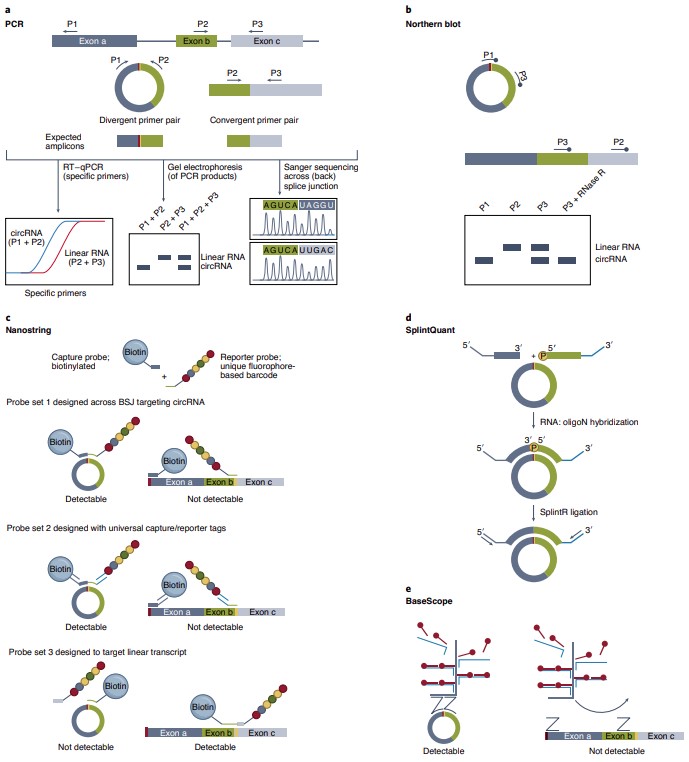 a
PCR
P1 P2 P3
Exon a Exon b Exon c
P1 P2
P2 P3
Divergent primer pair Convergent primer pair
Expected
amplicons
RT–qPCR
(specific primers)
Gel electrophoresis
(of PCR products)
Sanger sequencing
across (back)
splice junction
circRNA
(P1 + P2)
Linear RNA
(P2 + P3)
Specific primers
P1 + P2
P2 + P3
P1 + P2 + P3
Linear RNA
circRNA
AGUCA UAGGU
AGUCA UUGAC
b
Northern blot
P1
P3
P3 P2
P1 P2 P3 P3 + RNase R
Linear RNA
circRNA
c
Nanostring
Capture probe;
biotinylated
Biotin
+
Reporter probe;
unique fluorophore-
based barcode
Probe set 1 designed across BSJ targeting circRNA
Biotin
Biotin
Exon a Exon b Exon c
Detectable Not detectable
Probe set 2 designed with universal capture/reporter tags
Biotin
Biotin
Exon a Exon b Exon c
Detectable Not detectable
Probe set 3 designed to target linear transcript
Biotin
Biotin
Exon a Exon b Exon c
Not detectable Detectable
d
SplintQuant
5′ 3′ + P 5′ 3′
RNA: oligoN hybridization
5′ 3′ P 5′ 3′
SplintR ligation
5′ 3′
e
BaseScope
Exon a Exon b Exon c
Detectable Not detectable